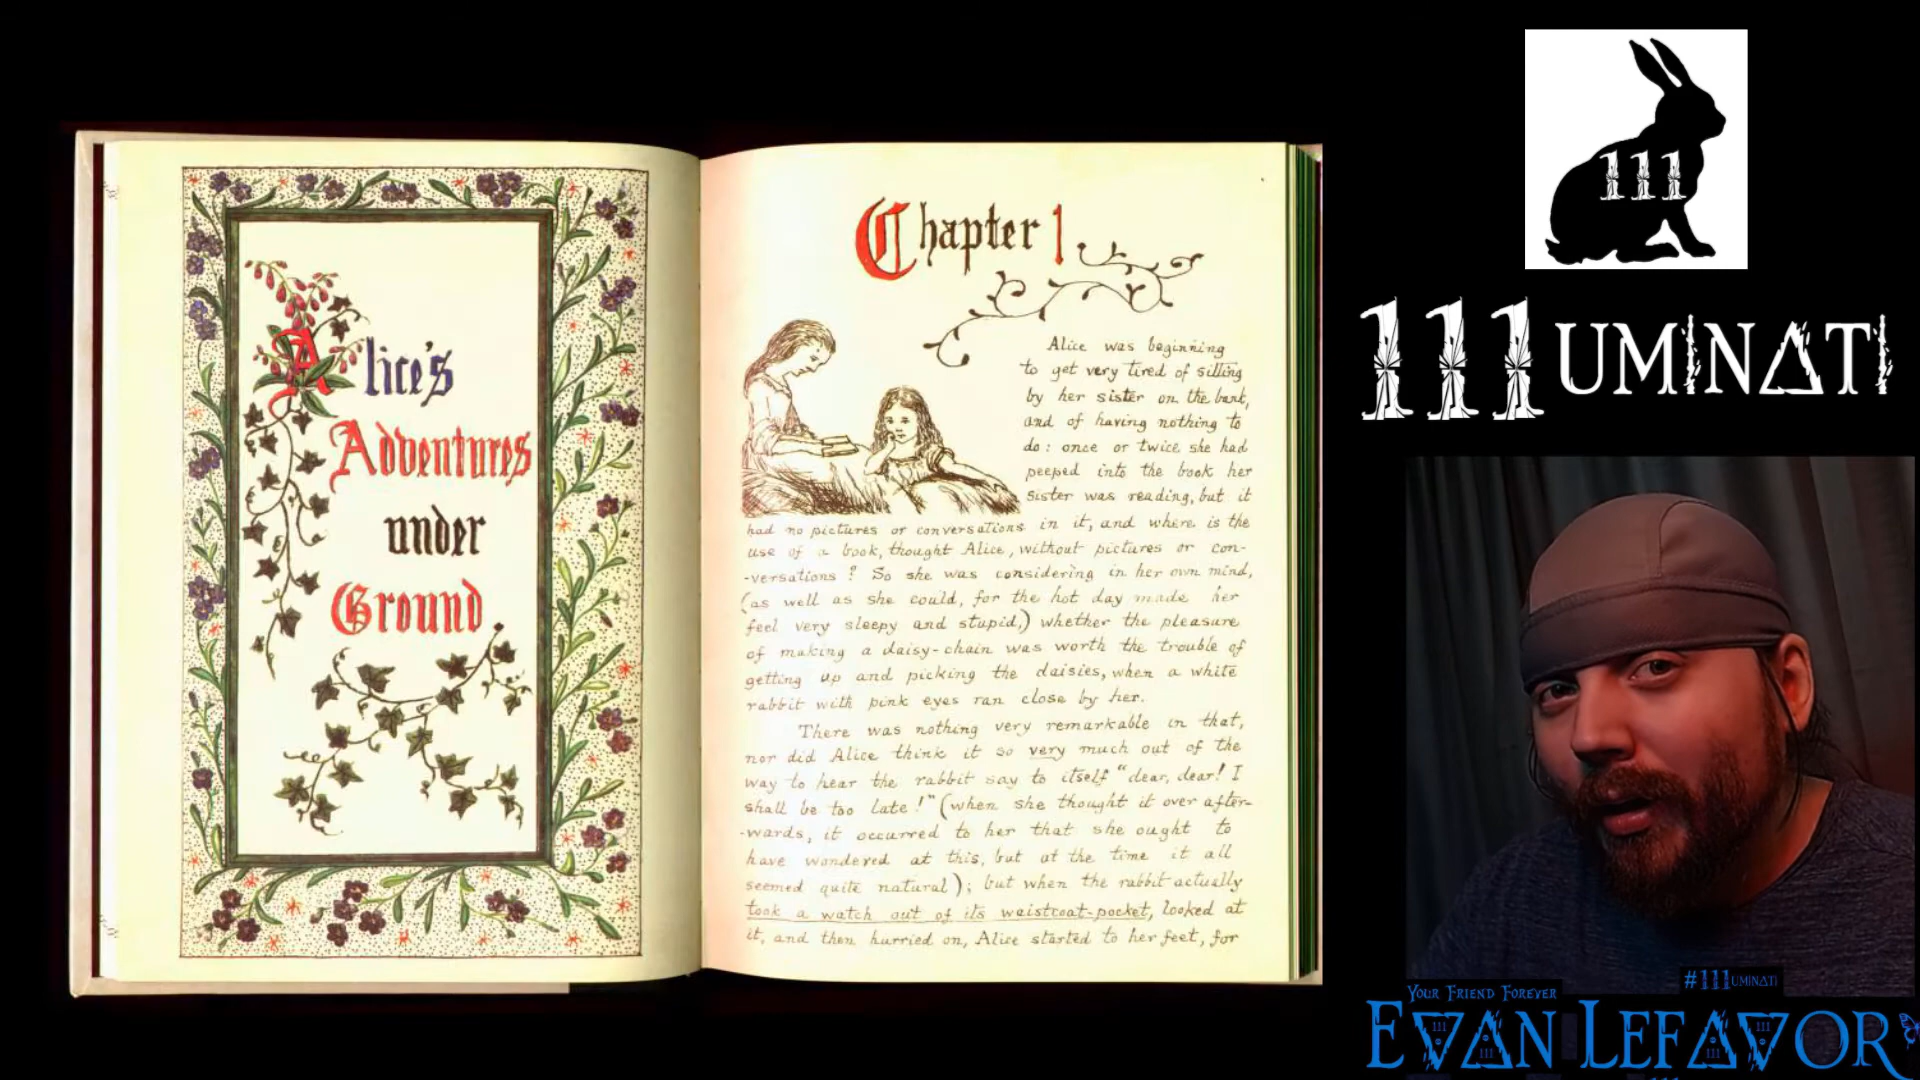 Alice's
Adventures
under
Ground
Chapter 1
Alice was beginning
to get very tired of sitting
by her sister on the bank,
and of having nothing to
do: once or twice she had
peeped into the book her
sister was reading, but it
had no pictures or conversations in it, and where is the
use of a book, thought Alice, without pictures or con-
-versations? So she was considering in her own mind,
(as well as she could, for the hot day made her
feel very sleepy and stupid,) whether the pleasure
of making a daisy-chain was worth the trouble of
getting up and picking the daisies, when a white
rabbit with pink eyes ran close by her.
There was nothing very remarkable in that,
nor did Alice think it so very much out of the
way to hear the rabbit say to itself "dear, dear! I
shall be too late!" (when she thought it over after-
-wards, it occurred to her that she ought to
have wondered at this, but at the time it all
seemed quite natural); but when the rabbit actually
took a watch out of its waistcoat-pocket, looked at
it, and then hurried on, Alice started to her feet, for
111
111UMINATI
#111UMINATI
Your Friend Forever
Evan Lefavor